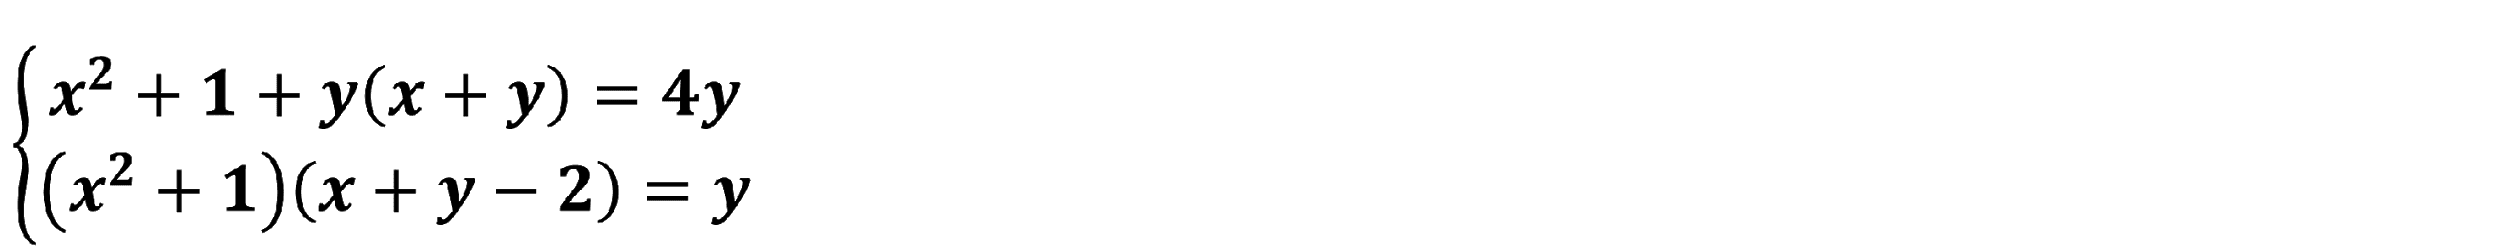 x² + 1 + y(x + y) = 4y
(x² + 1)(x + y − 2) = y